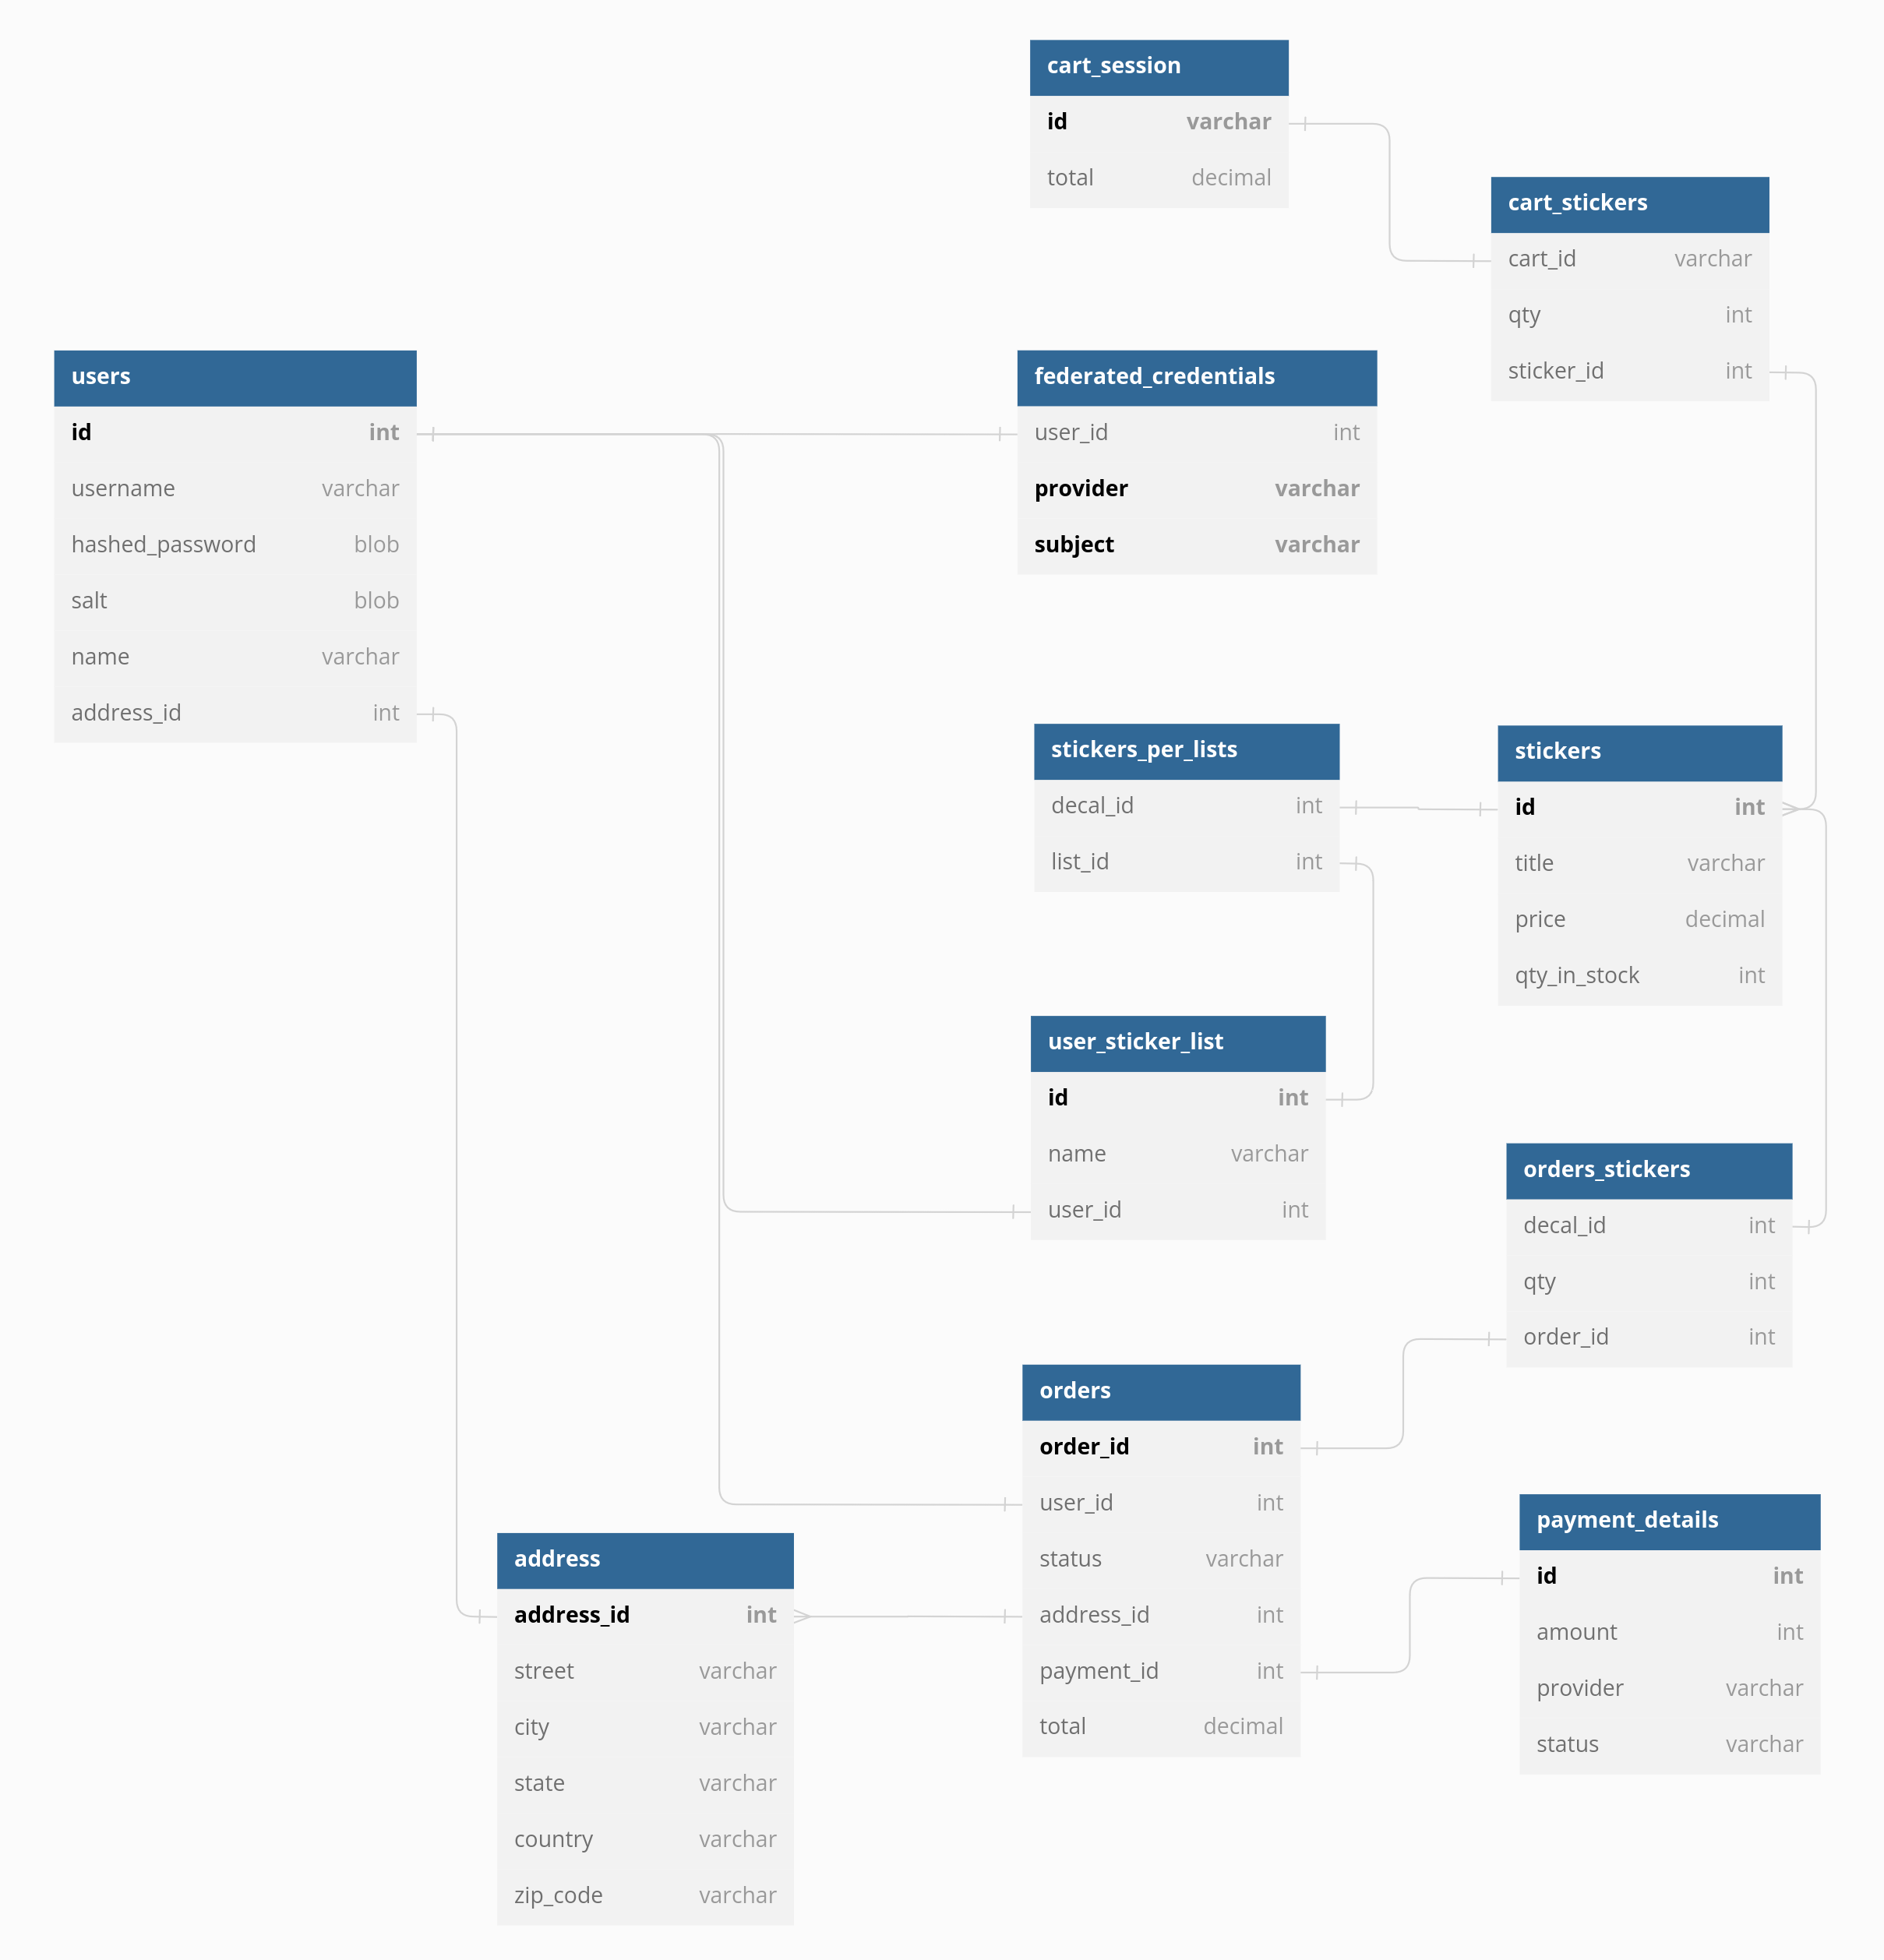 cart_session
id varchar
total decimal
cart_stickers
cart_id varchar
qty int
sticker_id int
users
id int
username varchar
hashed_password blob
salt blob
name varchar
address_id int
federated_credentials
user_id int
provider varchar
subject varchar
stickers_per_lists
decal_id int
list_id int
stickers
id int
title varchar
price decimal
qty_in_stock int
user_sticker_list
id int
name varchar
user_id int
orders_stickers
decal_id int
qty int
order_id int
orders
order_id int
user_id int
status varchar
address_id int
payment_id int
total decimal
payment_details
id int
amount int
provider varchar
status varchar
address
address_id int
street varchar
city varchar
state varchar
country varchar
zip_code varchar